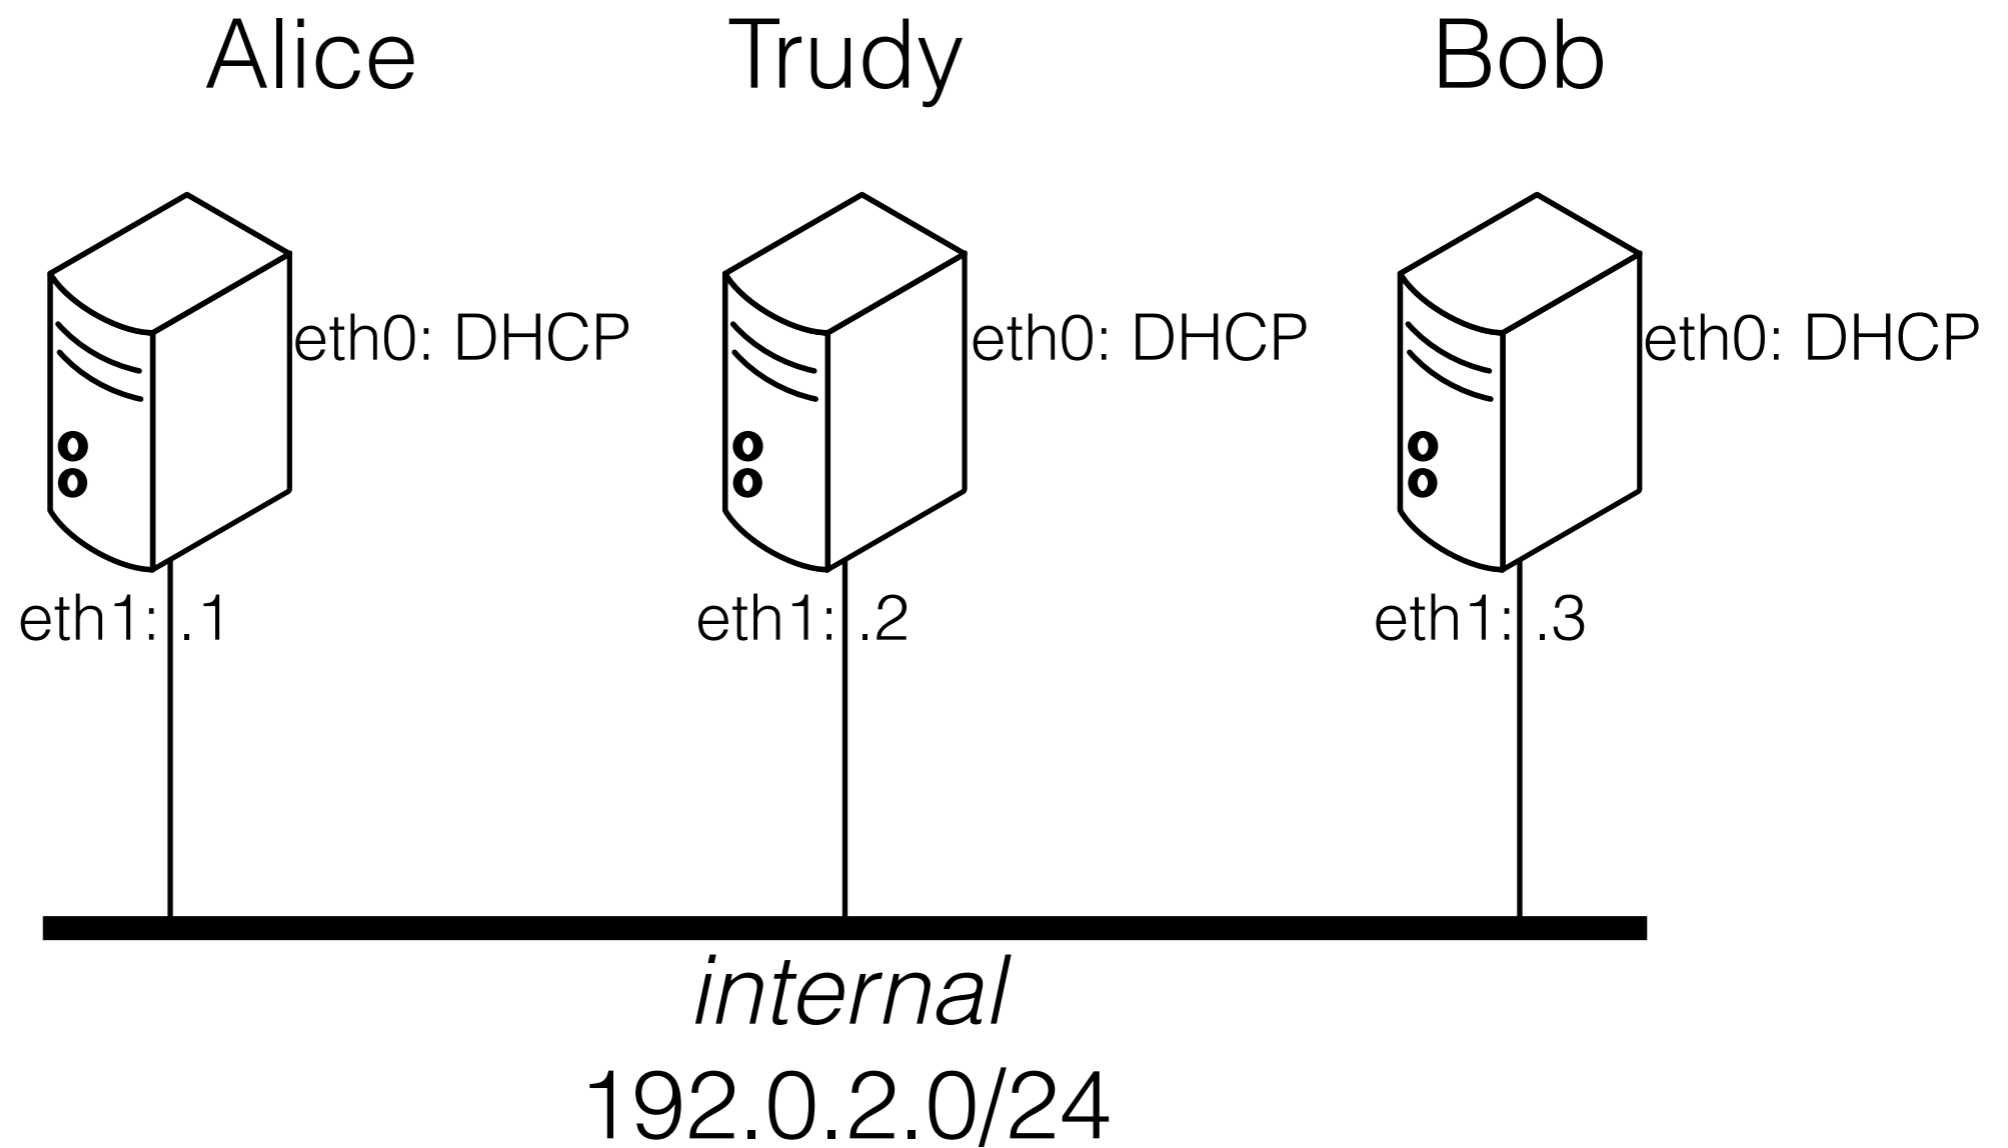 Alice Trudy Bob
eth0: DHCP eth0: DHCP eth0: DHCP
eth1: .1 eth1: .2 eth1: .3
internal
192.0.2.0/24